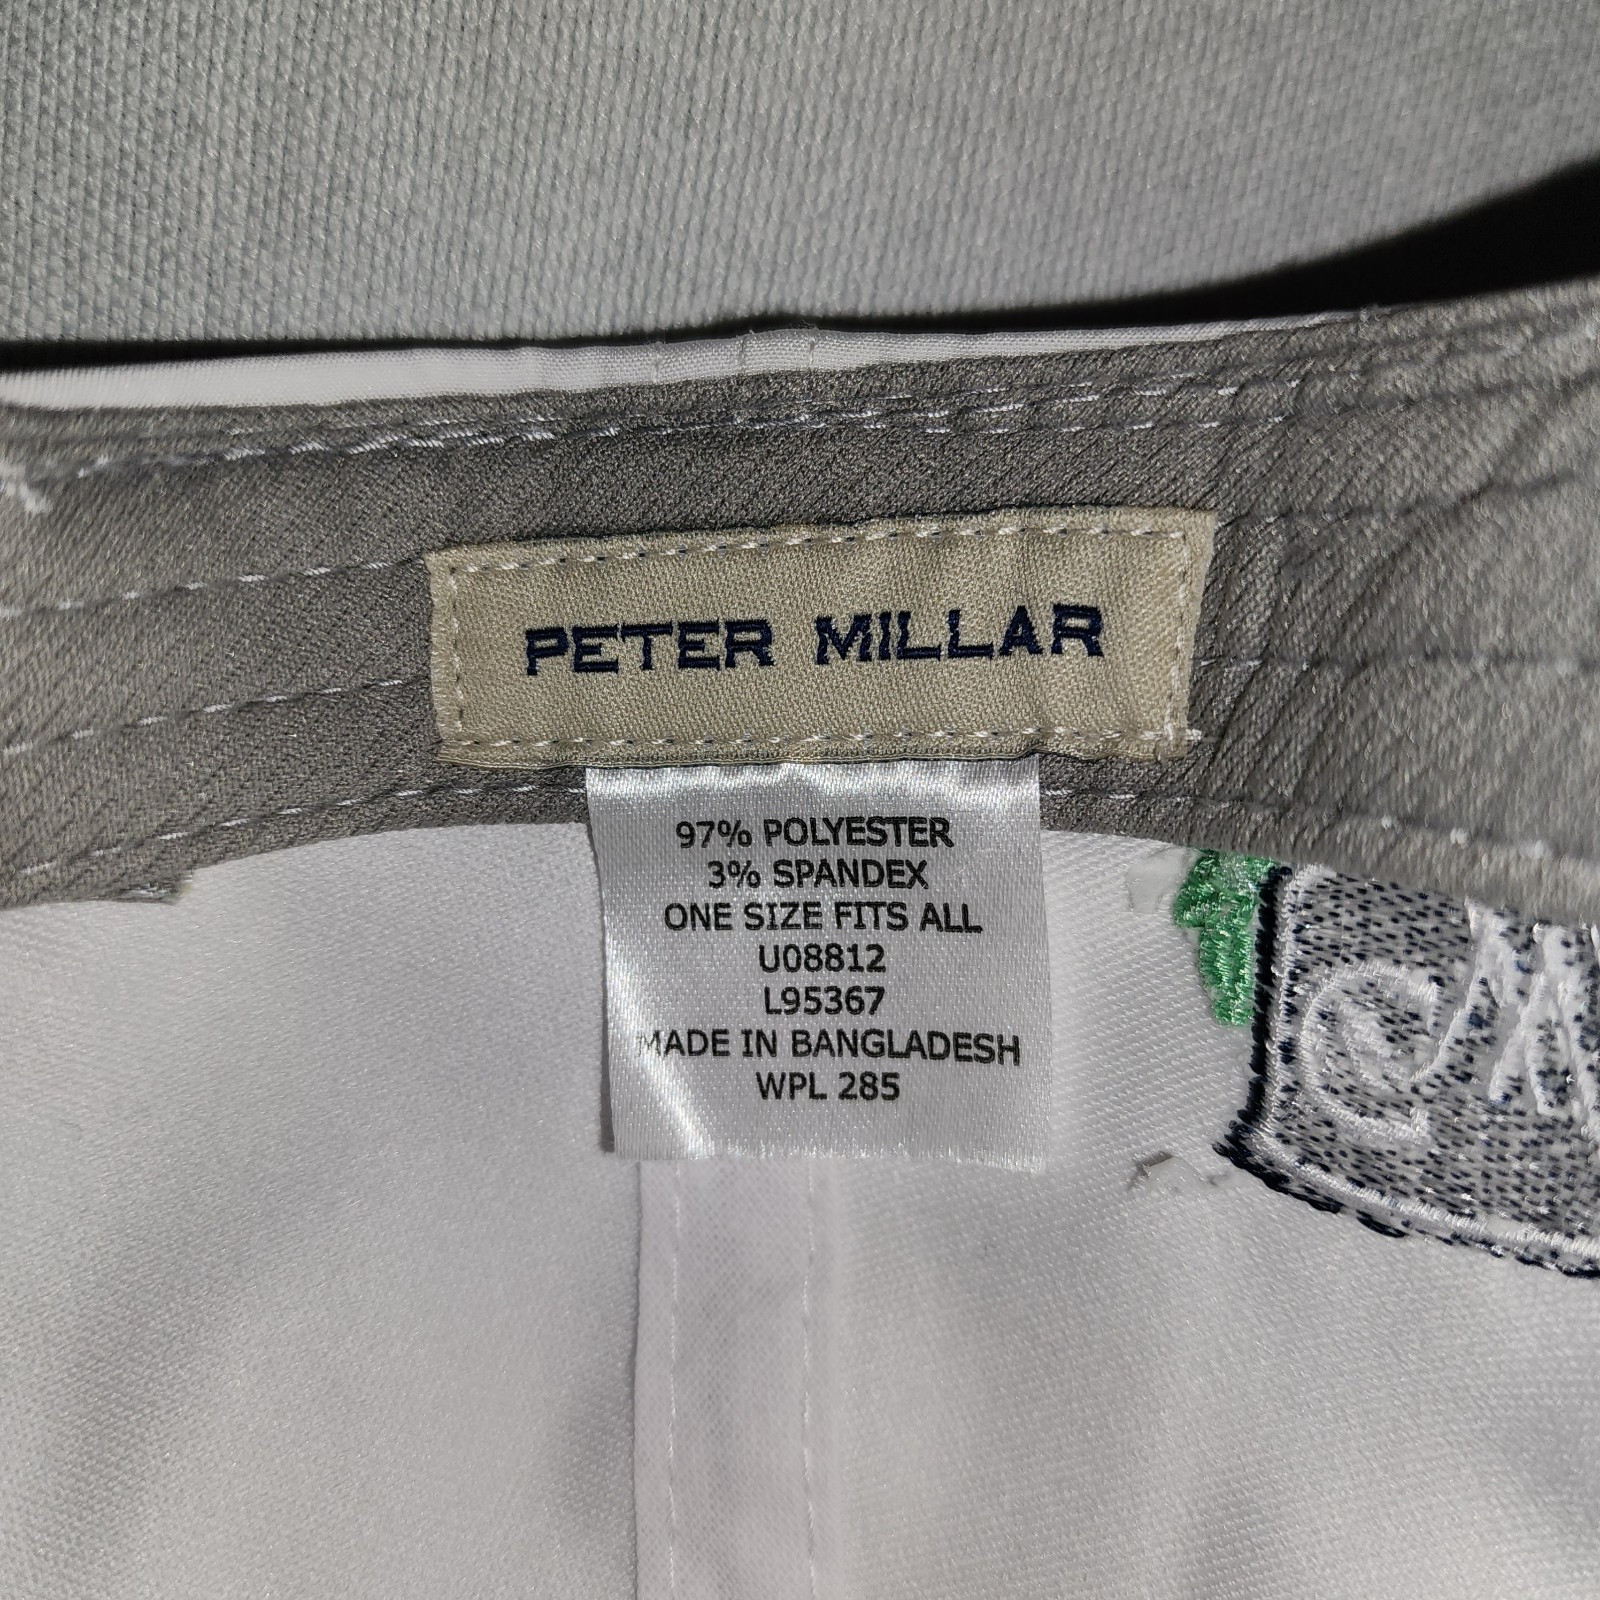 PETER MILLAR
97% POLYESTER
3% SPANDEX
ONE SIZE FITS ALL
U08812
L95367
MADE IN BANGLADESH
WPL 285